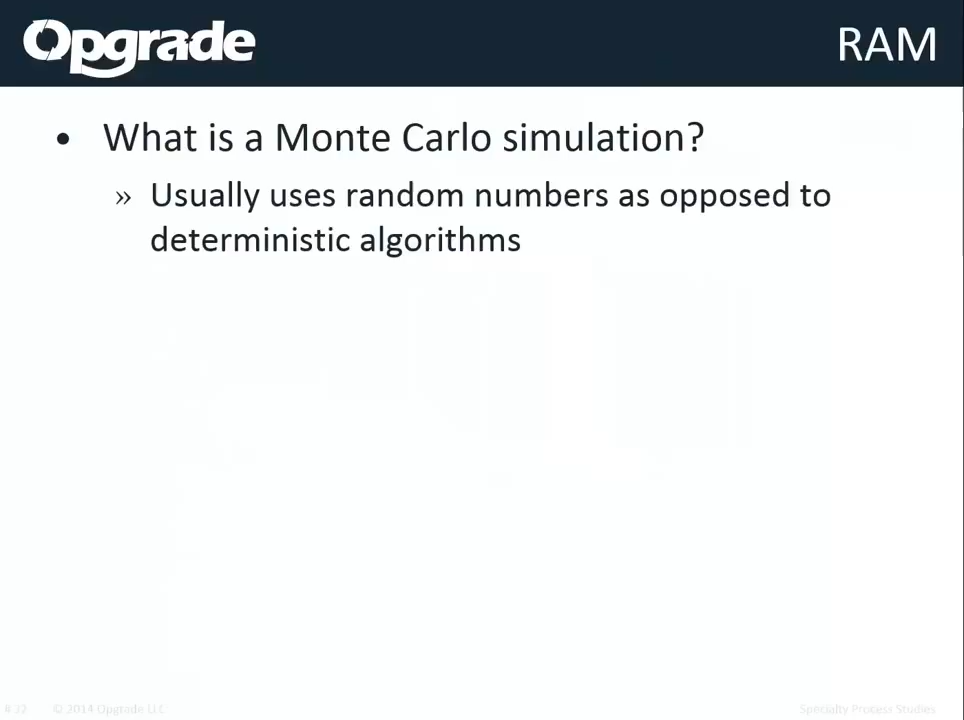 Opgrade
RAM
• What is a Monte Carlo simulation?
» Usually uses random numbers as opposed to
deterministic algorithms
# 32 © 2014 Opgrade LLC Specialty Process Studies